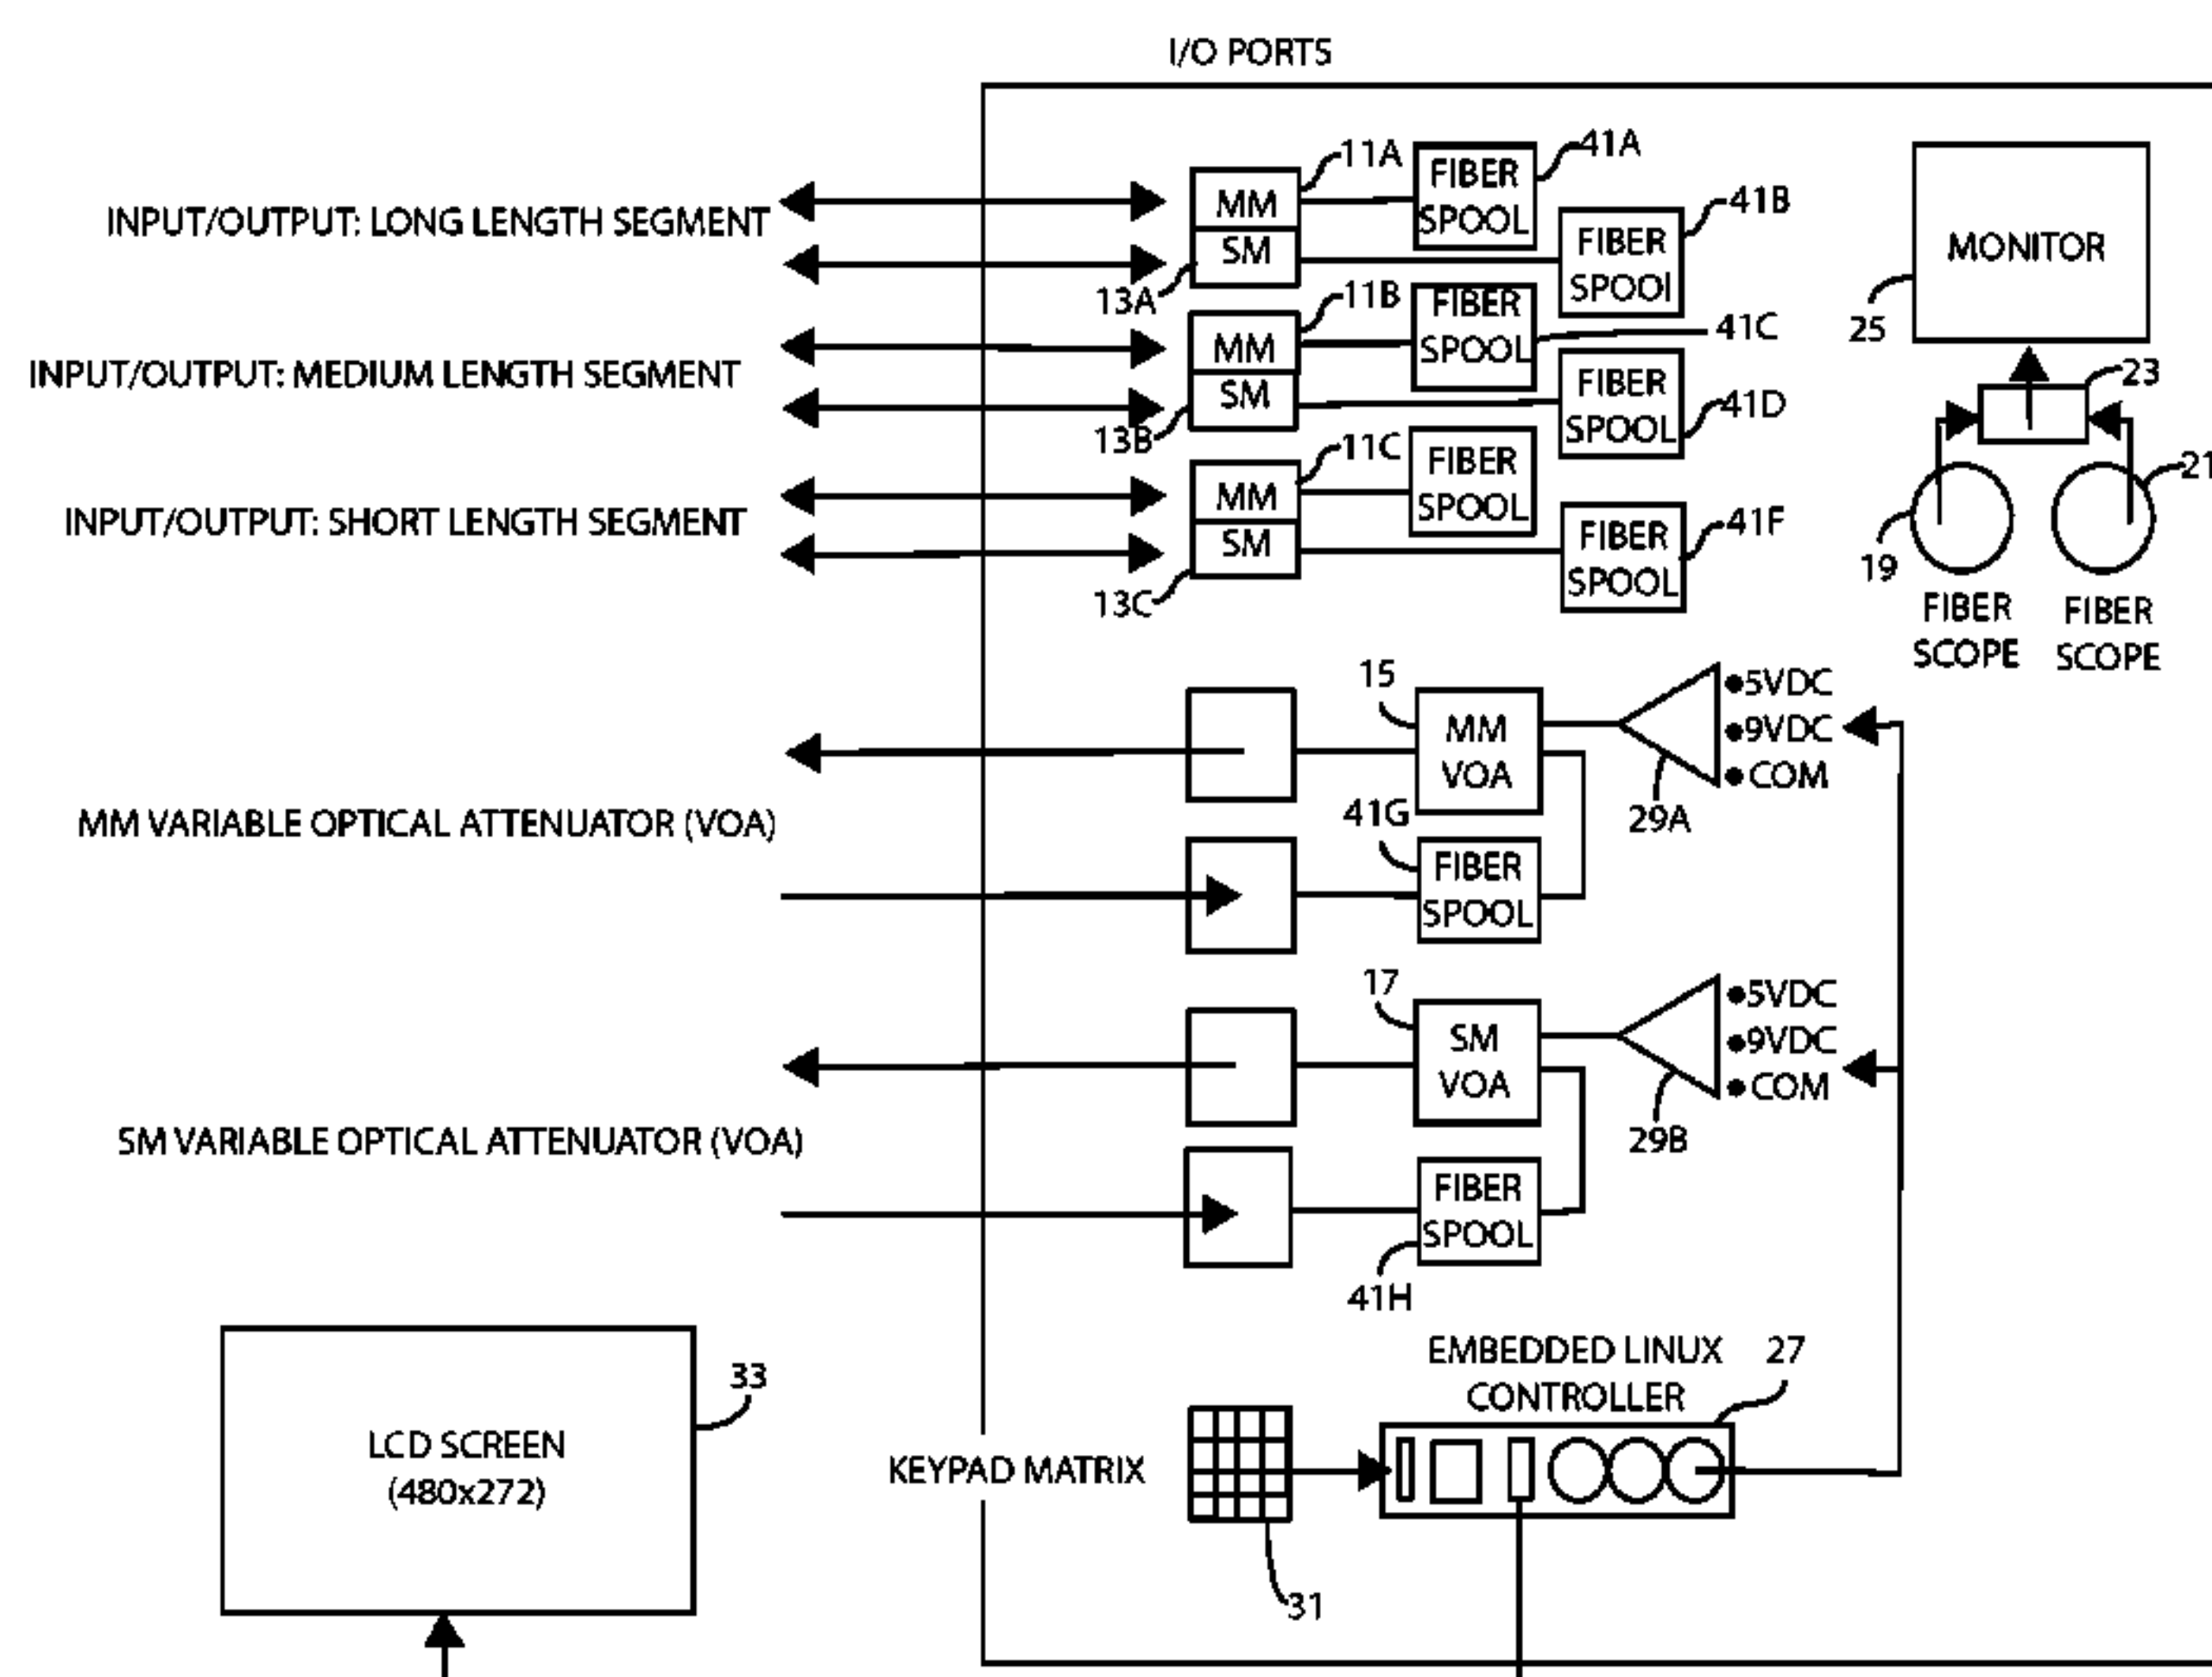 I/O PORTS
INPUT/OUTPUT: LONG LENGTH SEGMENT
MM
SM
11A
13A
FIBER
SPOOL
41A
FIBER
SPOOl
41B
INPUT/OUTPUT: MEDIUM LENGTH SEGMENT
MM
SM
11B
13B
FIBER
SPOOL
41C
FIBER
SPOOL
41D
INPUT/OUTPUT: SHORT LENGTH SEGMENT
MM
SM
11C
13C
FIBER
SPOOL
FIBER
SPOOL
41F
MONITOR
25
23
21
19
FIBER
SCOPE
FIBER
SCOPE
MM VARIABLE OPTICAL ATTENUATOR (VOA)
15
MM
VOA
•5VDC
•9VDC
•COM
29A
41G
FIBER
SPOOL
SM VARIABLE OPTICAL ATTENUATOR (VOA)
17
SM
VOA
•5VDC
•9VDC
•COM
29B
FIBER
SPOOL
41H
LCD SCREEN
(480x272)
33
KEYPAD MATRIX
31
EMBEDDED LINUX
CONTROLLER
27